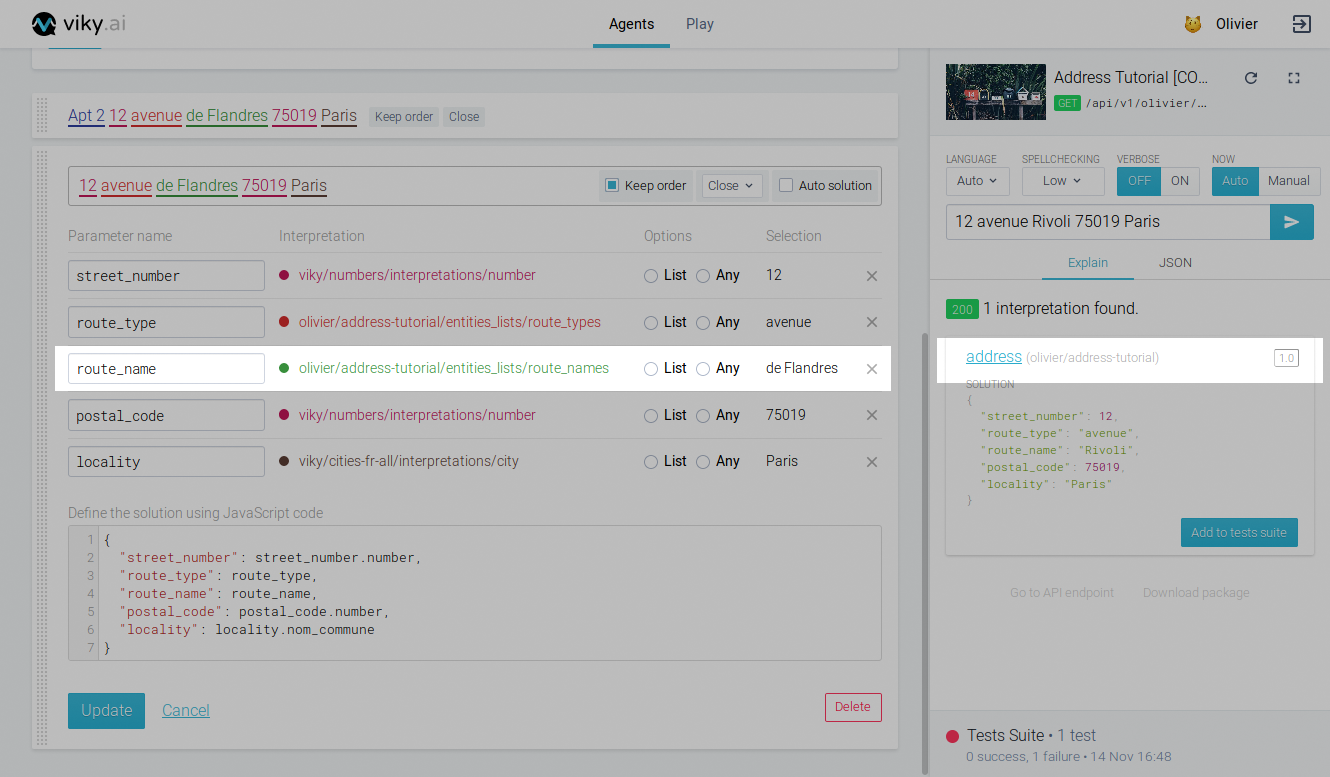 viky.ai
Agents
Play
Olivier
Apt 2 12 avenue de Flandres 75019 Paris
Keep order
Close
12 avenue de Flandres 75019 Paris
Keep order
Close
Auto solution
Parameter name
Interpretation
Options
Selection
street_number
viky/numbers/interpretations/number
List
Any
12
route_type
olivier/address-tutorial/entities_lists/route_types
List
Any
avenue
route_name
olivier/address-tutorial/entities_lists/route_names
List
Any
de Flandres
postal_code
viky/numbers/interpretations/number
List
Any
75019
locality
viky/cities-fr-all/interpretations/city
List
Any
Paris
Define the solution using JavaScript code
1 {
2 "street_number": street_number.number,
3 "route_type": route_type,
4 "route_name": route_name,
5 "postal_code": postal_code.number,
6 "locality": locality.nom_commune
7 }
Update
Cancel
Delete
Address Tutorial [CO...
GET /api/v1/olivier/...
LANGUAGE
SPELLCHECKING
VERBOSE
NOW
Auto
Low
OFF
ON
Auto
Manual
12 avenue Rivoli 75019 Paris
Explain
JSON
200 1 interpretation found.
address (olivier/address-tutorial)
1.0
SOLUTION
{
"street_number": 12,
"route_type": "avenue",
"route_name": "Rivoli",
"postal_code": 75019,
"locality": "Paris"
}
Add to tests suite
Go to API endpoint
Download package
Tests Suite • 1 test
0 success, 1 failure • 14 Nov 16:48